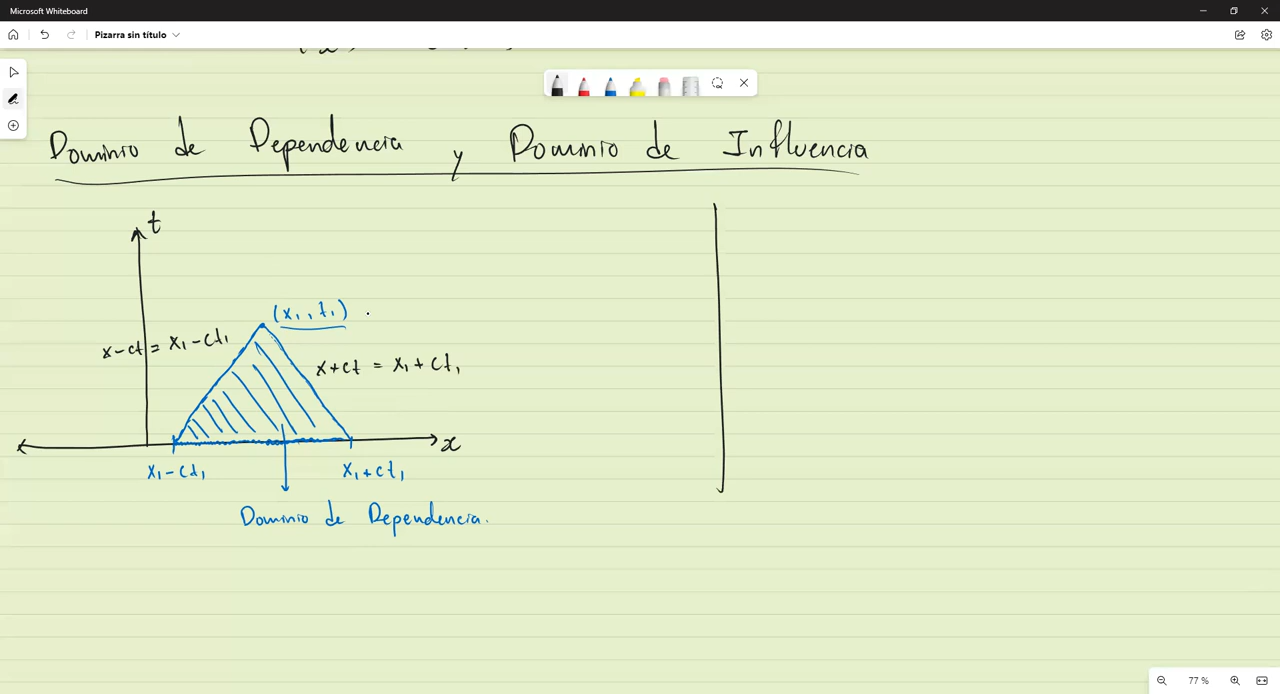 Microsoft Whiteboard
Pizarra sin título
Dominio de Dependencia y Dominio de Influencia
t
(x₁, t₁)
x-ct = x₁-ct₁
x+ct = x₁+ct₁
x
x₁-ct₁
x₁+ct₁
Dominio de Dependencia.
77 %